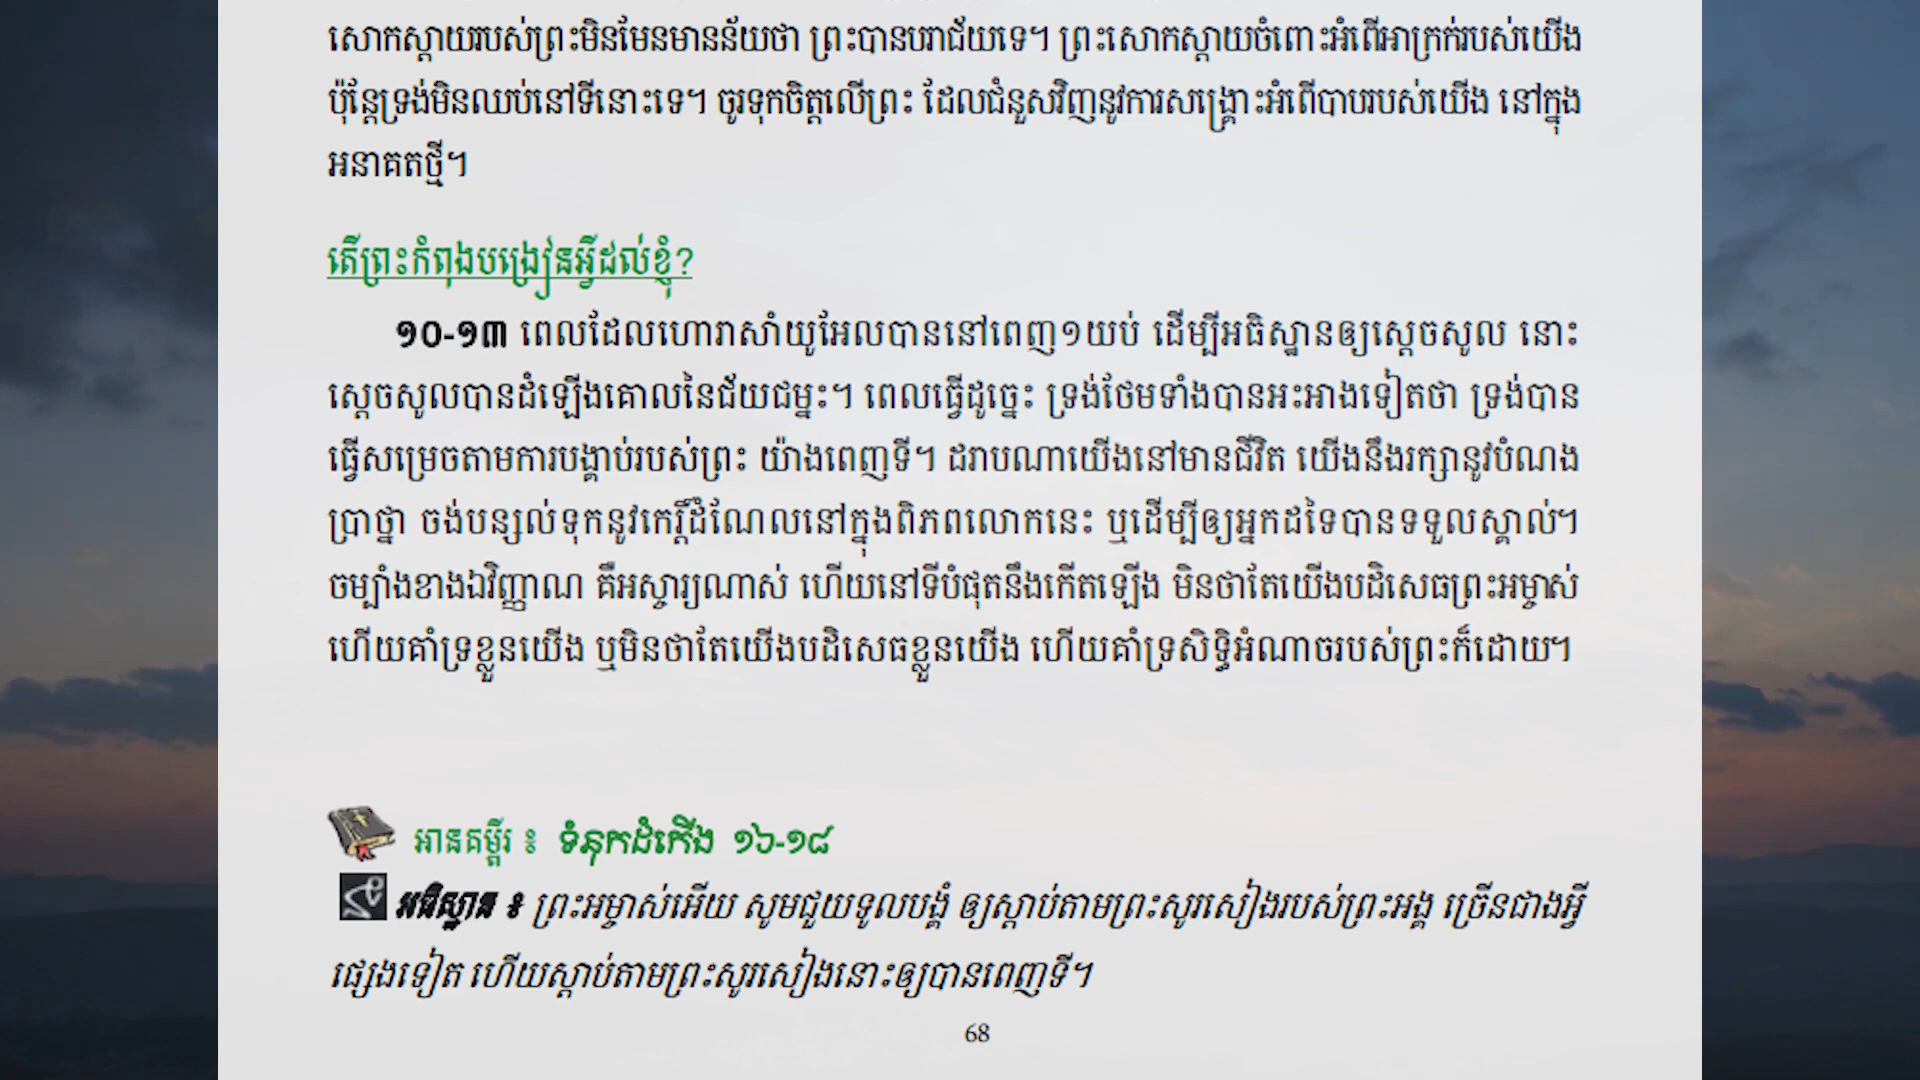 សោកស្ដាយរបស់ព្រះមិនមែនមានន័យថា ព្រះបានបរាជ័យទេ។ ព្រះសោកស្ដាយចំពោះអំពើអាក្រក់របស់យើង
ប៉ុន្តែទ្រង់មិនឈប់នៅទីនោះទេ។ ចូរទុកចិត្តលើព្រះ ដែលជំនួសវិញនូវការសង្គ្រោះអំពើបាបរបស់យើង នៅក្នុង
អនាគតថ្មី។
តើព្រះកំពុងបង្រៀនអ្វីដល់ខ្ញុំ?
១០-១៣ ពេលដែលហោរាសាំយូអែលបាននៅពេញ១យប់ ដើម្បីអធិស្ឋានឲ្យស្ដេចសូល នោះ
ស្ដេចសូលបានដំឡើងគោលនៃជ័យជម្នះ។ ពេលធ្វើដូច្នេះ ទ្រង់ថែមទាំងបានអះអាងទៀតថា ទ្រង់បាន
ធ្វើសម្រេចតាមការបង្គាប់របស់ព្រះ យ៉ាងពេញទី។ ដរាបណាយើងនៅមានជីវិត យើងនឹងរក្សានូវបំណង
ប្រាថ្នា ចង់បន្សល់ទុកនូវកេរ្តិ៍ដំណែលនៅក្នុងពិភពលោកនេះ ឬដើម្បីឲ្យអ្នកដទៃបានទទួលស្គាល់។
ចម្បាំងខាងឯវិញ្ញាណ គឺអស្ចារ្យណាស់ ហើយនៅទីបំផុតនឹងកើតឡើង មិនថាតែយើងបដិសេធព្រះអម្ចាស់
ហើយគាំទ្រខ្លួនយើង ឬមិនថាតែយើងបដិសេធខ្លួនយើង ហើយគាំទ្រសិទ្ធិអំណាចរបស់ព្រះក៏ដោយ។
អានគម្ពីរ ៖ ទំនុកដំកើង ១៦-១៨
អធិស្ឋាន ៖ ព្រះអម្ចាស់អើយ សូមជួយទូលបង្គំ ឲ្យស្ដាប់តាមព្រះសូរសៀងរបស់ព្រះអង្គ ច្រើនជាងអ្វី
ផ្សេងទៀត ហើយស្ដាប់តាមព្រះសូរសៀងនោះឲ្យបានពេញទី។
68